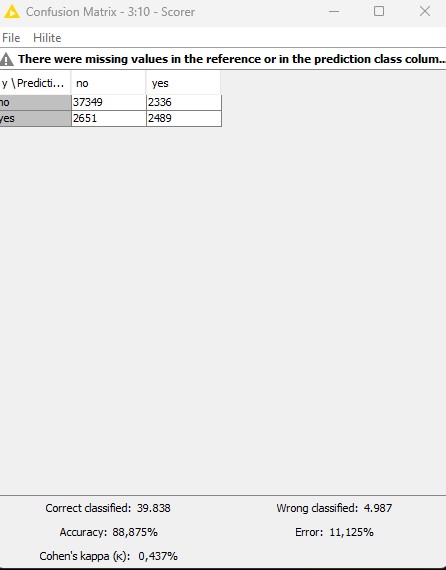 Confusion Matrix - 3:10 - Scorer
File Hilite
There were missing values in the reference or in the prediction class colum...
y \Predicti... no yes
no 37349 2336
yes 2651 2489
Correct classified: 39.838 Wrong classified: 4.987
Accuracy: 88,875% Error: 11,125%
Cohen's kappa (κ): 0,437%